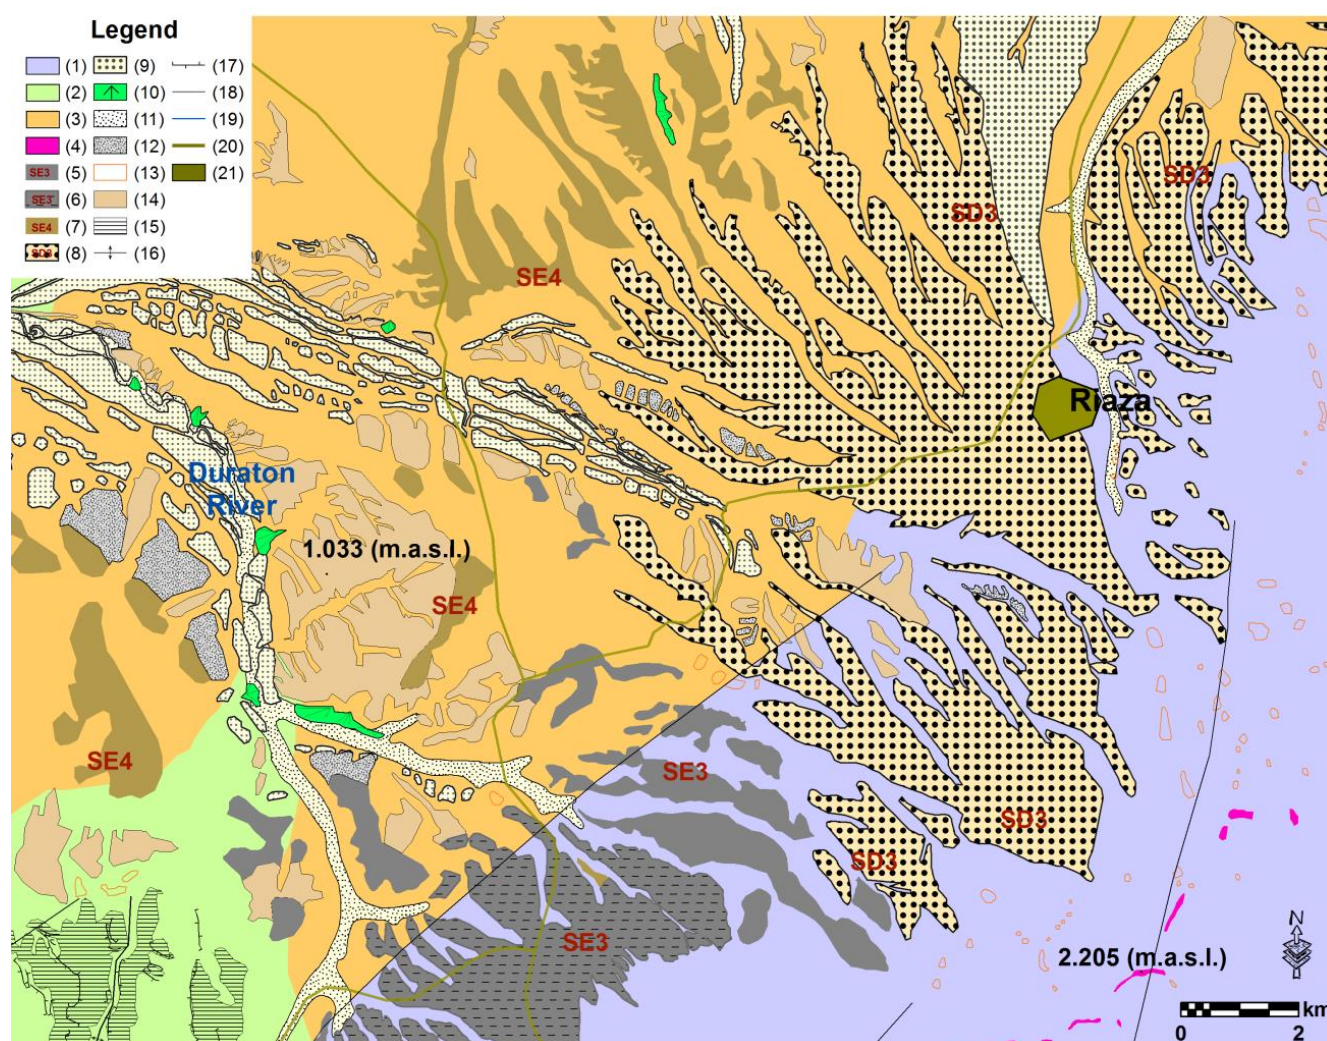 Legend
(1) (9) (17)
(2) (10) (18)
(3) (11) (19)
(4) (12) (20)
SE3 (5) (13) (21)
SE3 (6) (14)
SE4 (7) (15)
SD3 (8) (16)
SD3
SD3
SE4
Riaza
Duraton
River
1.033 (m.a.s.l.)
SE4
SE4
SE3
SD3
SD3
SE3
N
2.205 (m.a.s.l.)
km
0 2